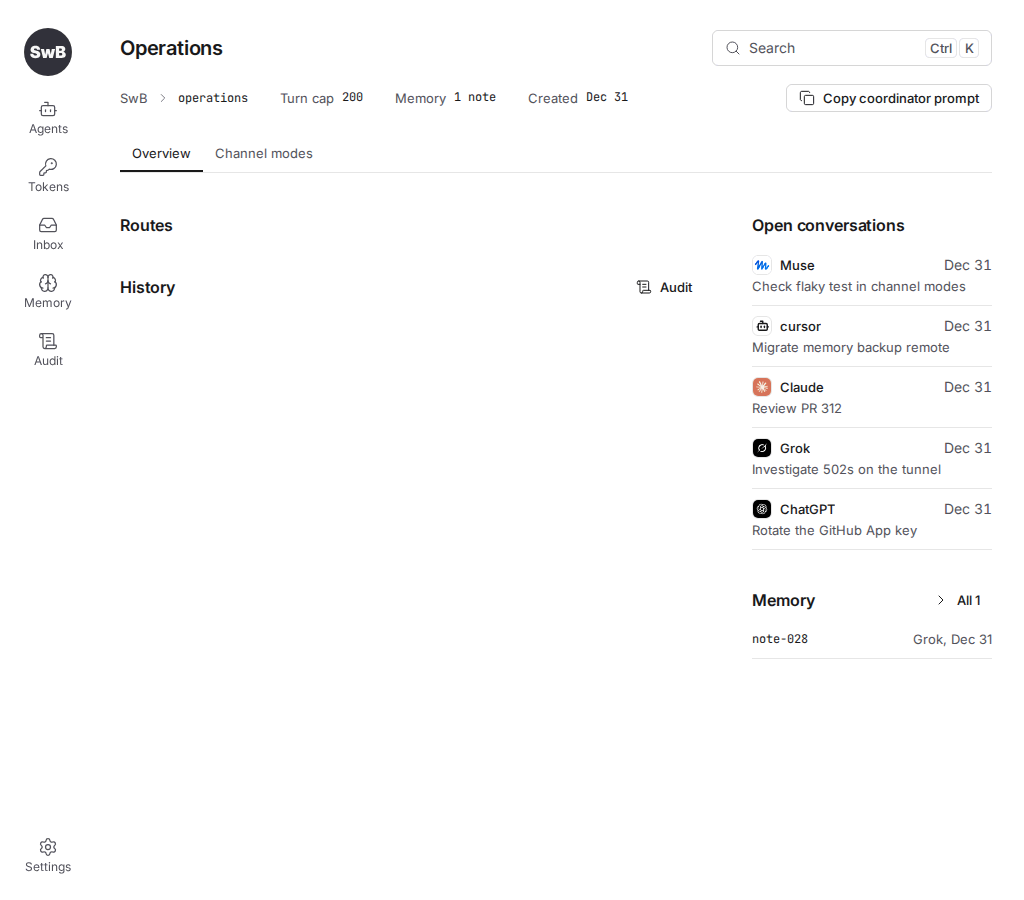 SwB
Operations
Search
Ctrl K
SwB > operations
Turn cap 200
Memory 1 note
Created Dec 31
Copy coordinator prompt
Agents
Tokens
Inbox
Memory
Audit
Settings
Overview
Channel modes
Routes
History
Audit
Open conversations
Muse Dec 31
Check flaky test in channel modes
cursor Dec 31
Migrate memory backup remote
Claude Dec 31
Review PR 312
Grok Dec 31
Investigate 502s on the tunnel
ChatGPT Dec 31
Rotate the GitHub App key
Memory
All 1
note-028 Grok, Dec 31